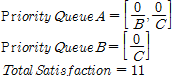 Priority Queue A = [0/B, 0/C]
Priority Queue B = [0/C]
Total Satisfaction = 11